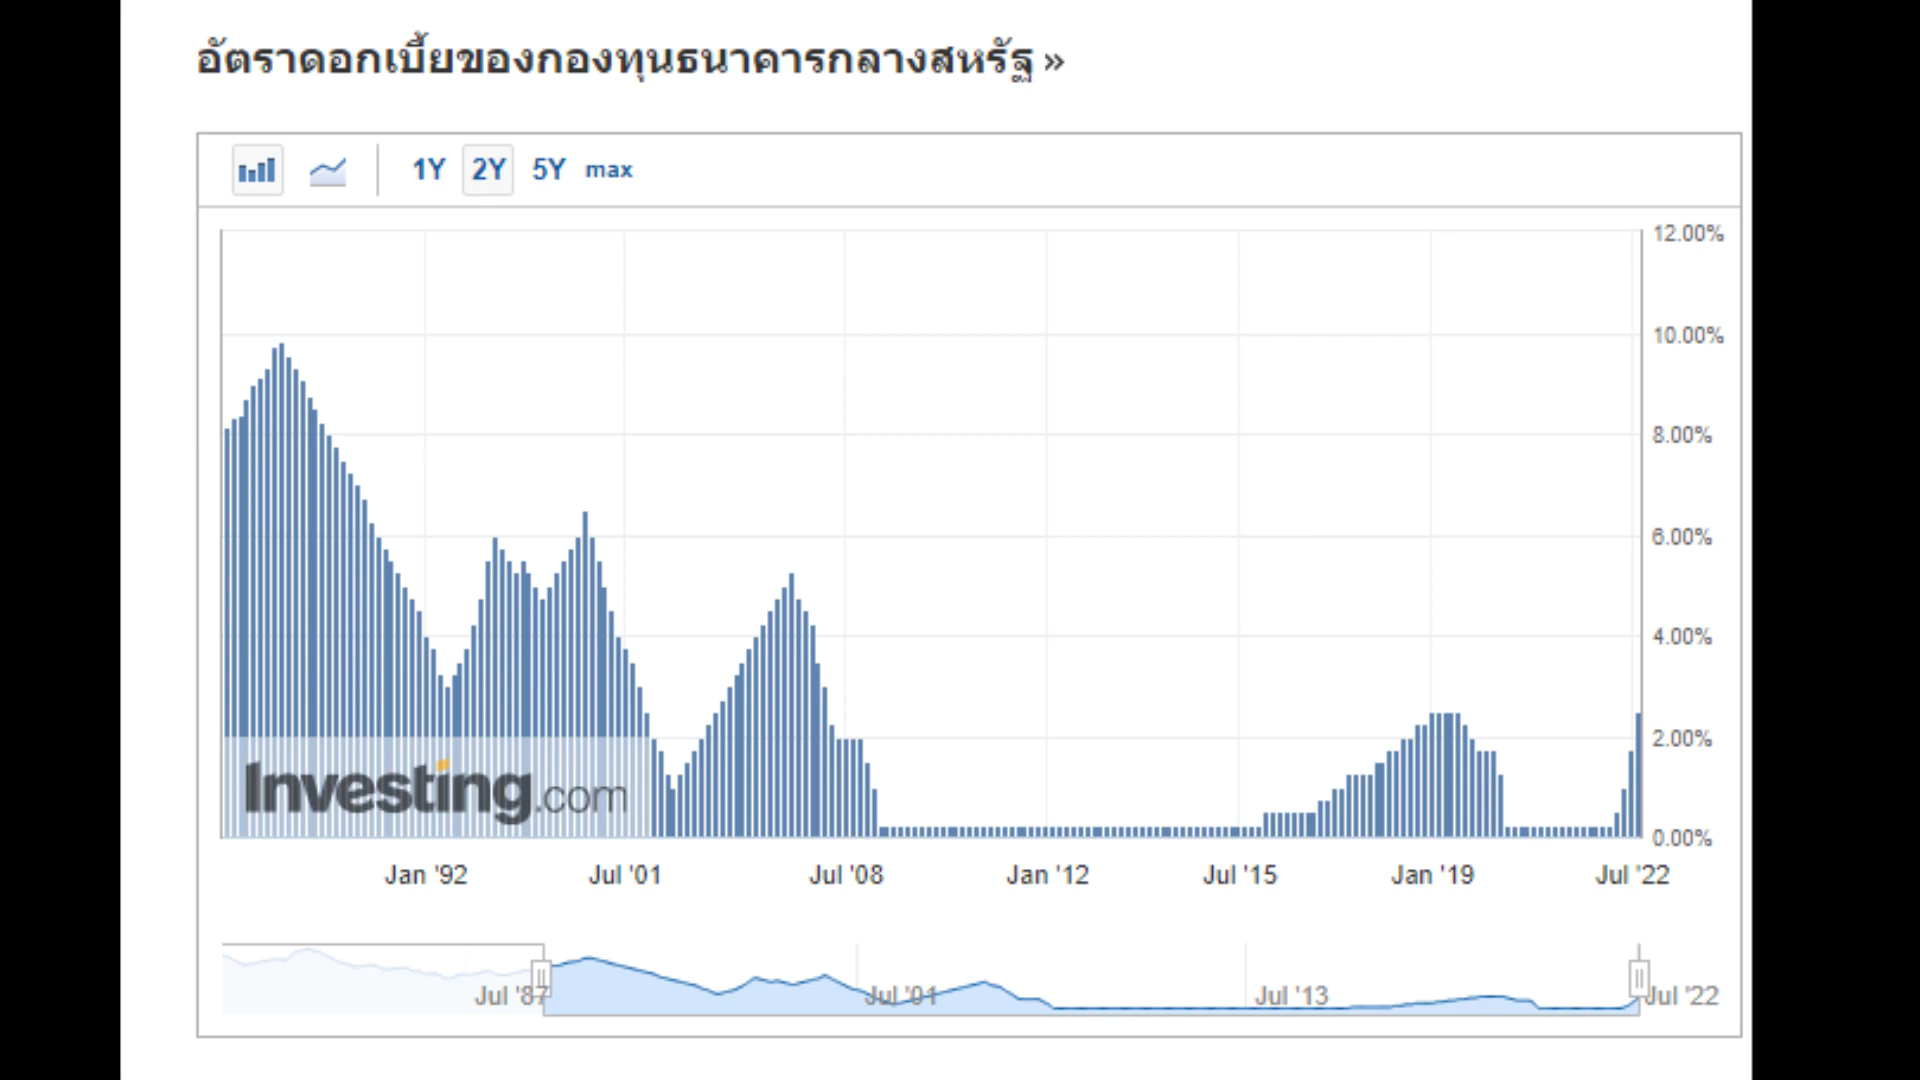 อัตราดอกเบี้ยของกองทุนธนาคารกลางสหรัฐ »
1Y 2Y 5Y max
12.00%
10.00%
8.00%
6.00%
4.00%
2.00%
0.00%
Investing.com
Jan '92 Jul '01 Jul '08 Jan '12 Jul '15 Jan '19 Jul '22
Jul '87 Jul '01 Jul '13 Jul '22